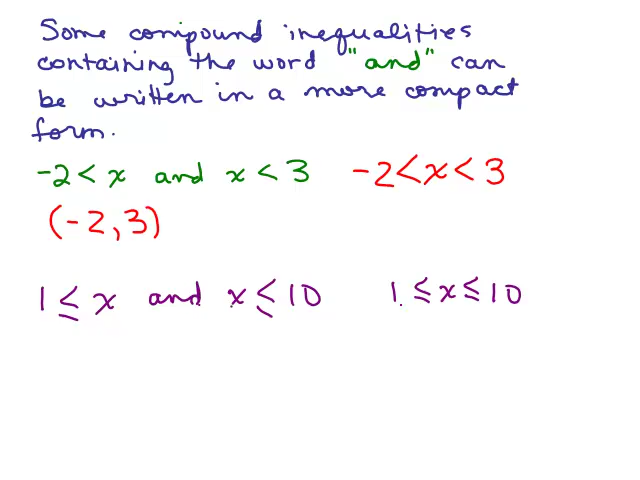 Some compound inequalities
containing the word "and" can
be written in a more compact
form.
-2 < x and x < 3 -2 < x < 3
(-2, 3)
1 ≤ x and x ≤ 10 1 ≤ x ≤ 10